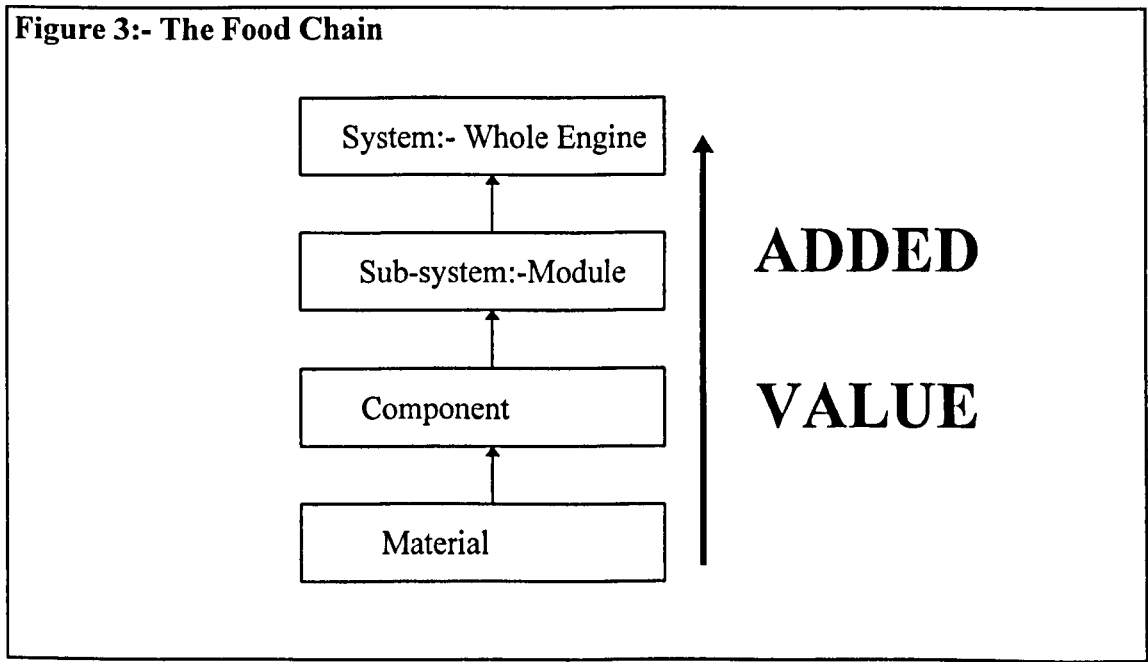 Figure 3:- The Food Chain
System:- Whole Engine
Sub-system:-Module
Component
Material
ADDED
VALUE